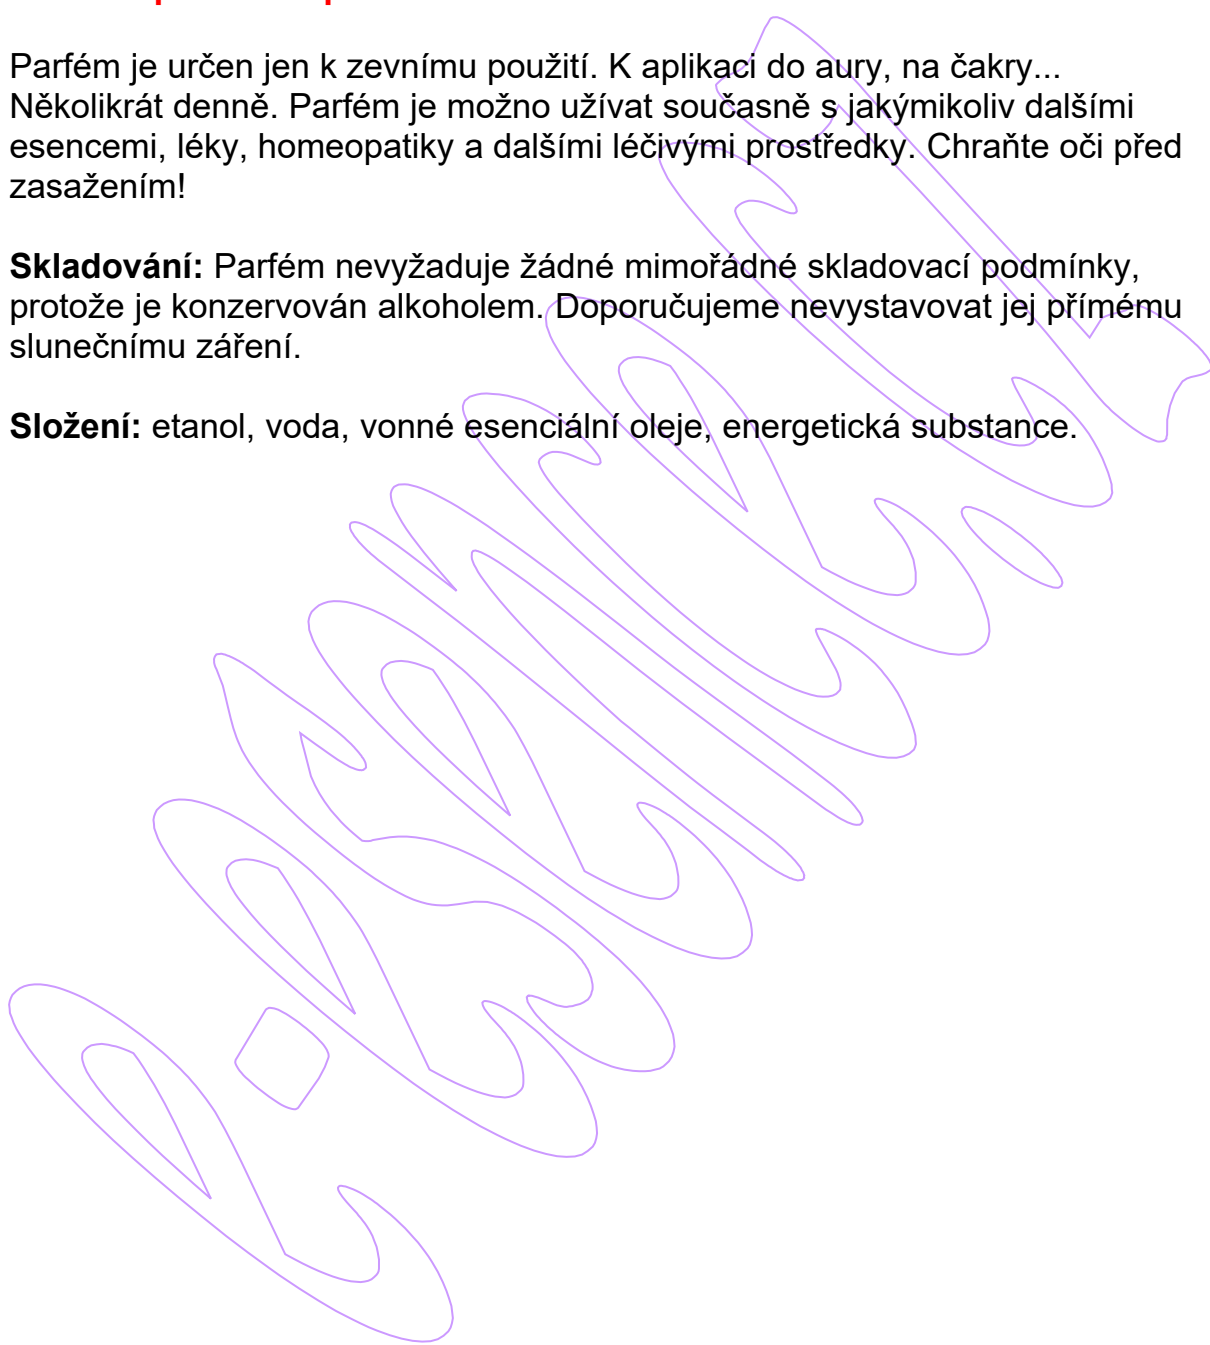 Parfém je určen jen k zevnímu použití. K aplikaci do aury, na čakry...
Několikrát denně. Parfém je možno užívat současně s jakýmikoliv dalšími
esencemi, léky, homeopatiky a dalšími léčivými prostředky. Chraňte oči před
zasažením!
Skladování: Parfém nevyžaduje žádné mimořádné skladovací podmínky,
protože je konzervován alkoholem. Doporučujeme nevystavovat jej přímému
slunečnímu záření.
Složení: etanol, voda, vonné esenciální oleje, energetická substance.
e-esence.cz